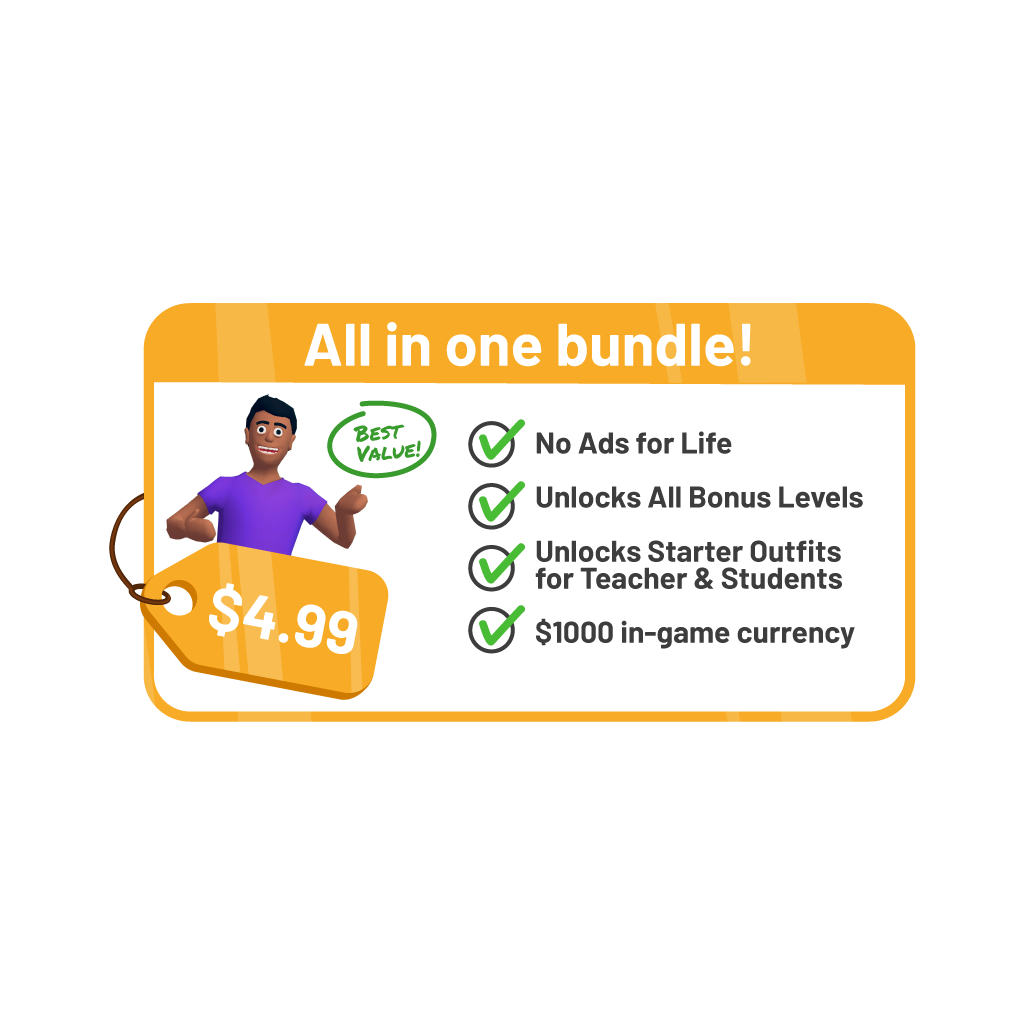 All in one bundle!
BEST
VALUE!
No Ads for Life
Unlocks All Bonus Levels
Unlocks Starter Outfits
for Teacher & Students
$1000 in-game currency
$4.99